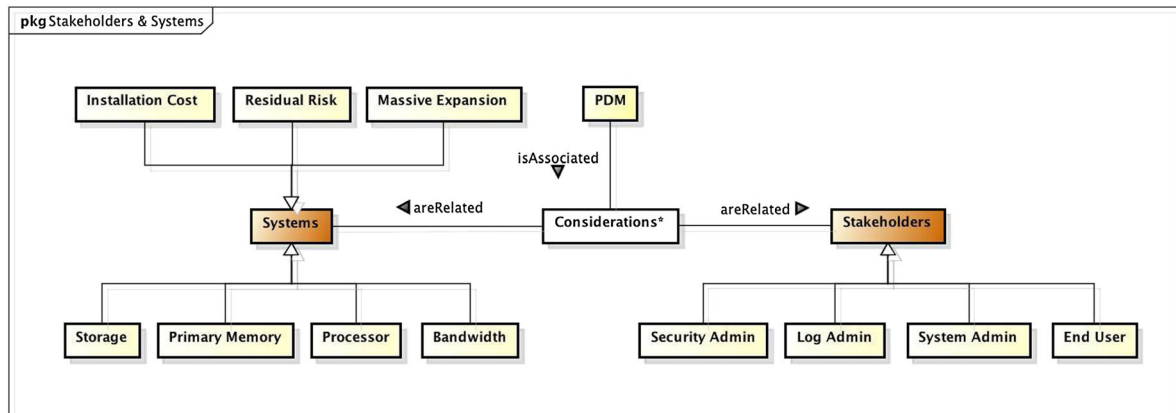 pkg Stakeholders & Systems
Installation Cost
Residual Risk
Massive Expansion
PDM
isAssociated
areRelated
areRelated
Systems
Considerations*
Stakeholders
Storage
Primary Memory
Processor
Bandwidth
Security Admin
Log Admin
System Admin
End User